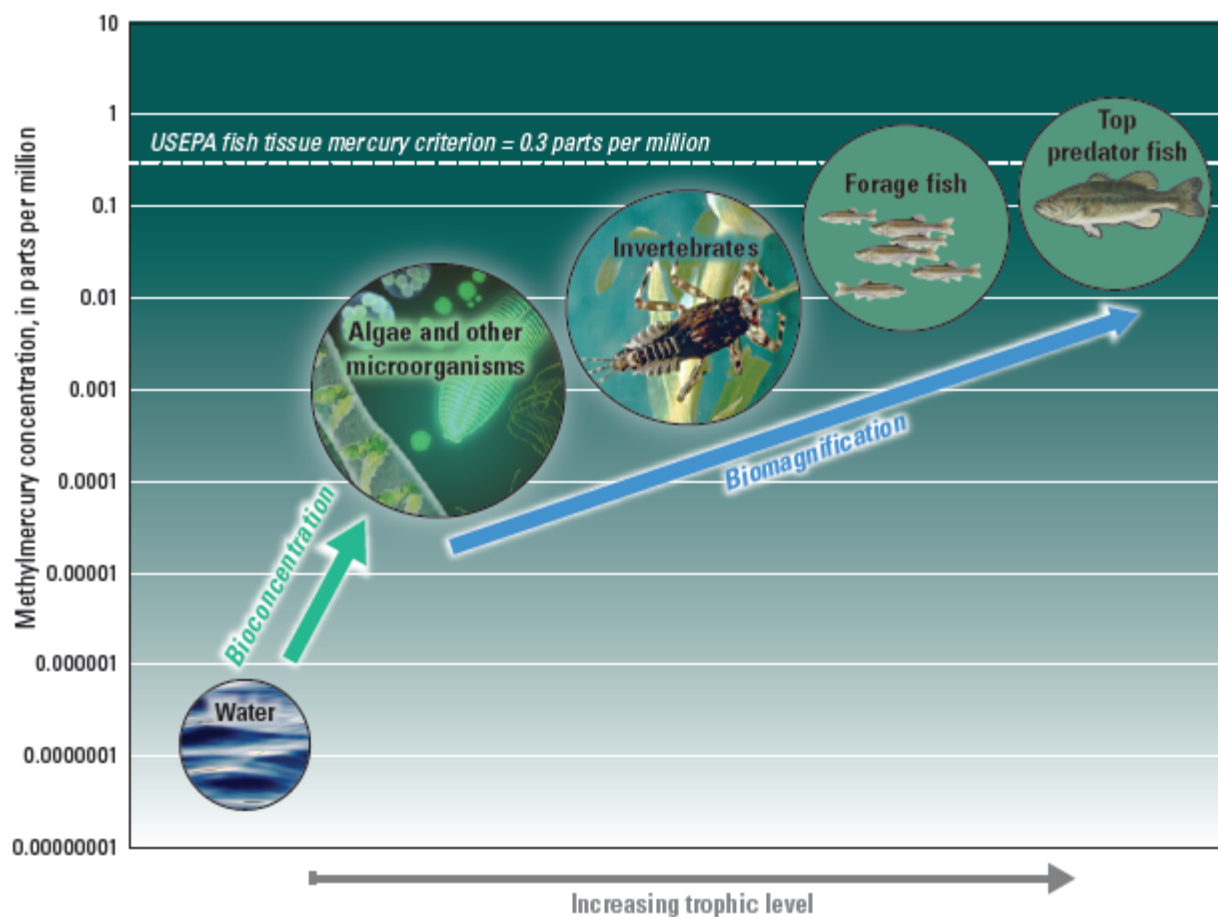 Methylmercury concentration, in parts per million
10
1
0.1
0.01
0.001
0.0001
0.00001
0.000001
0.0000001
0.00000001
USEPA fish tissue mercury criterion = 0.3 parts per million
Top
predator fish
Forage fish
Invertebrates
Algae and other
microorganisms
Biomagnification
Bioconcentration
Water
Increasing trophic level